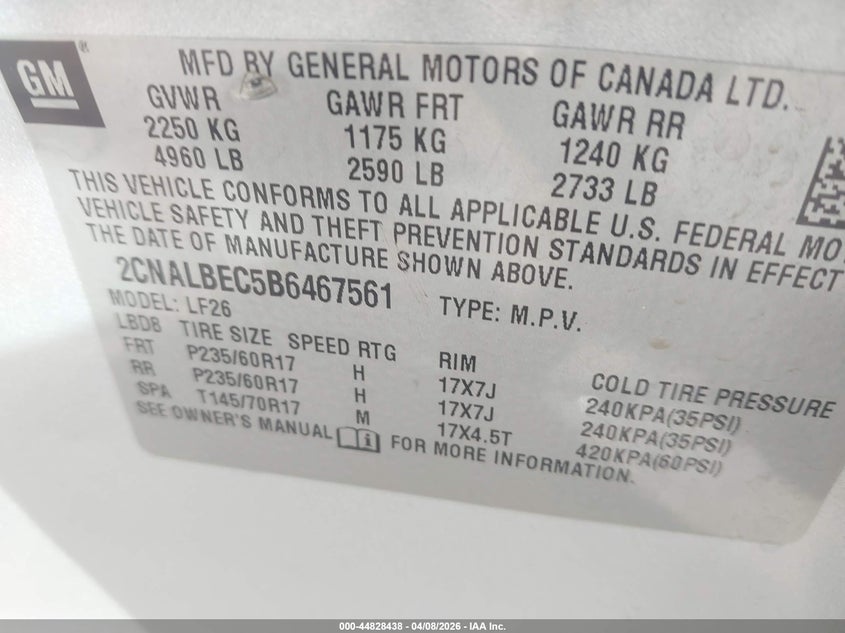 GM®
MFD BY GENERAL MOTORS OF CANADA LTD.
GVWR GAWR FRT GAWR RR
2250 KG 1175 KG 1240 KG
4960 LB 2590 LB 2733 LB
THIS VEHICLE CONFORMS TO ALL APPLICABLE U.S. FEDERAL
VEHICLE SAFETY AND THEFT PREVENTION STANDARDS IN EFFECT
THE DATE OF MANUFACTURE SHOWN ABOVE.
2CNALBEC5B6467561 TYPE: M.P.V.
MODEL: LF26
LBD8 TIRE SIZE SPEED RTG RIM COLD TIRE PRESSURE
FRT P235/60R17 H 17X7J 240KPA(35PSI)
RR P235/60R17 H 17X7J 240KPA(35PSI)
SPA T145/70R17 M 17X4.5T 420KPA(60PSI)
SEE OWNER'S MANUAL FOR MORE INFORMATION.
000-44828438 - 04/08/2026 - IAA Inc.